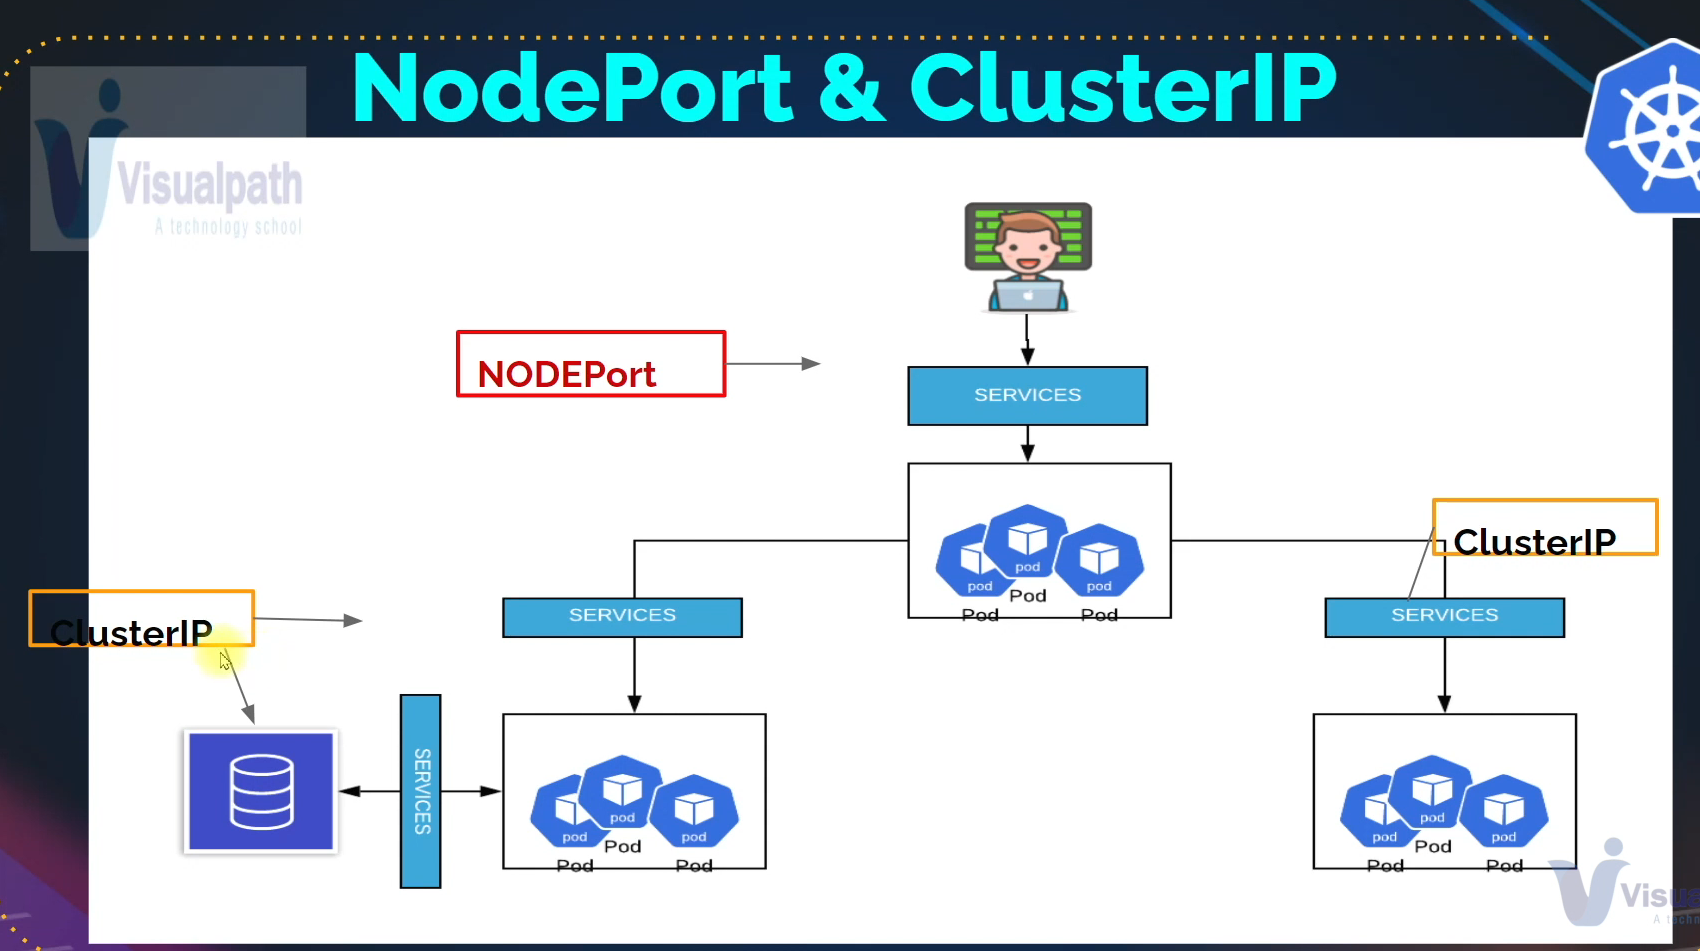 NodePort & ClusterIP
Visualpath
A technology school
NODEPort
SERVICES
ClusterIP
pod
pod
pod
Pod
Pod
Pod
ClusterIP
SERVICES
SERVICES
SERVICES
pod
pod
pod
Pod
Pod
Pod
pod
pod
pod
Pod
Pod
Pod
Visua
A techn